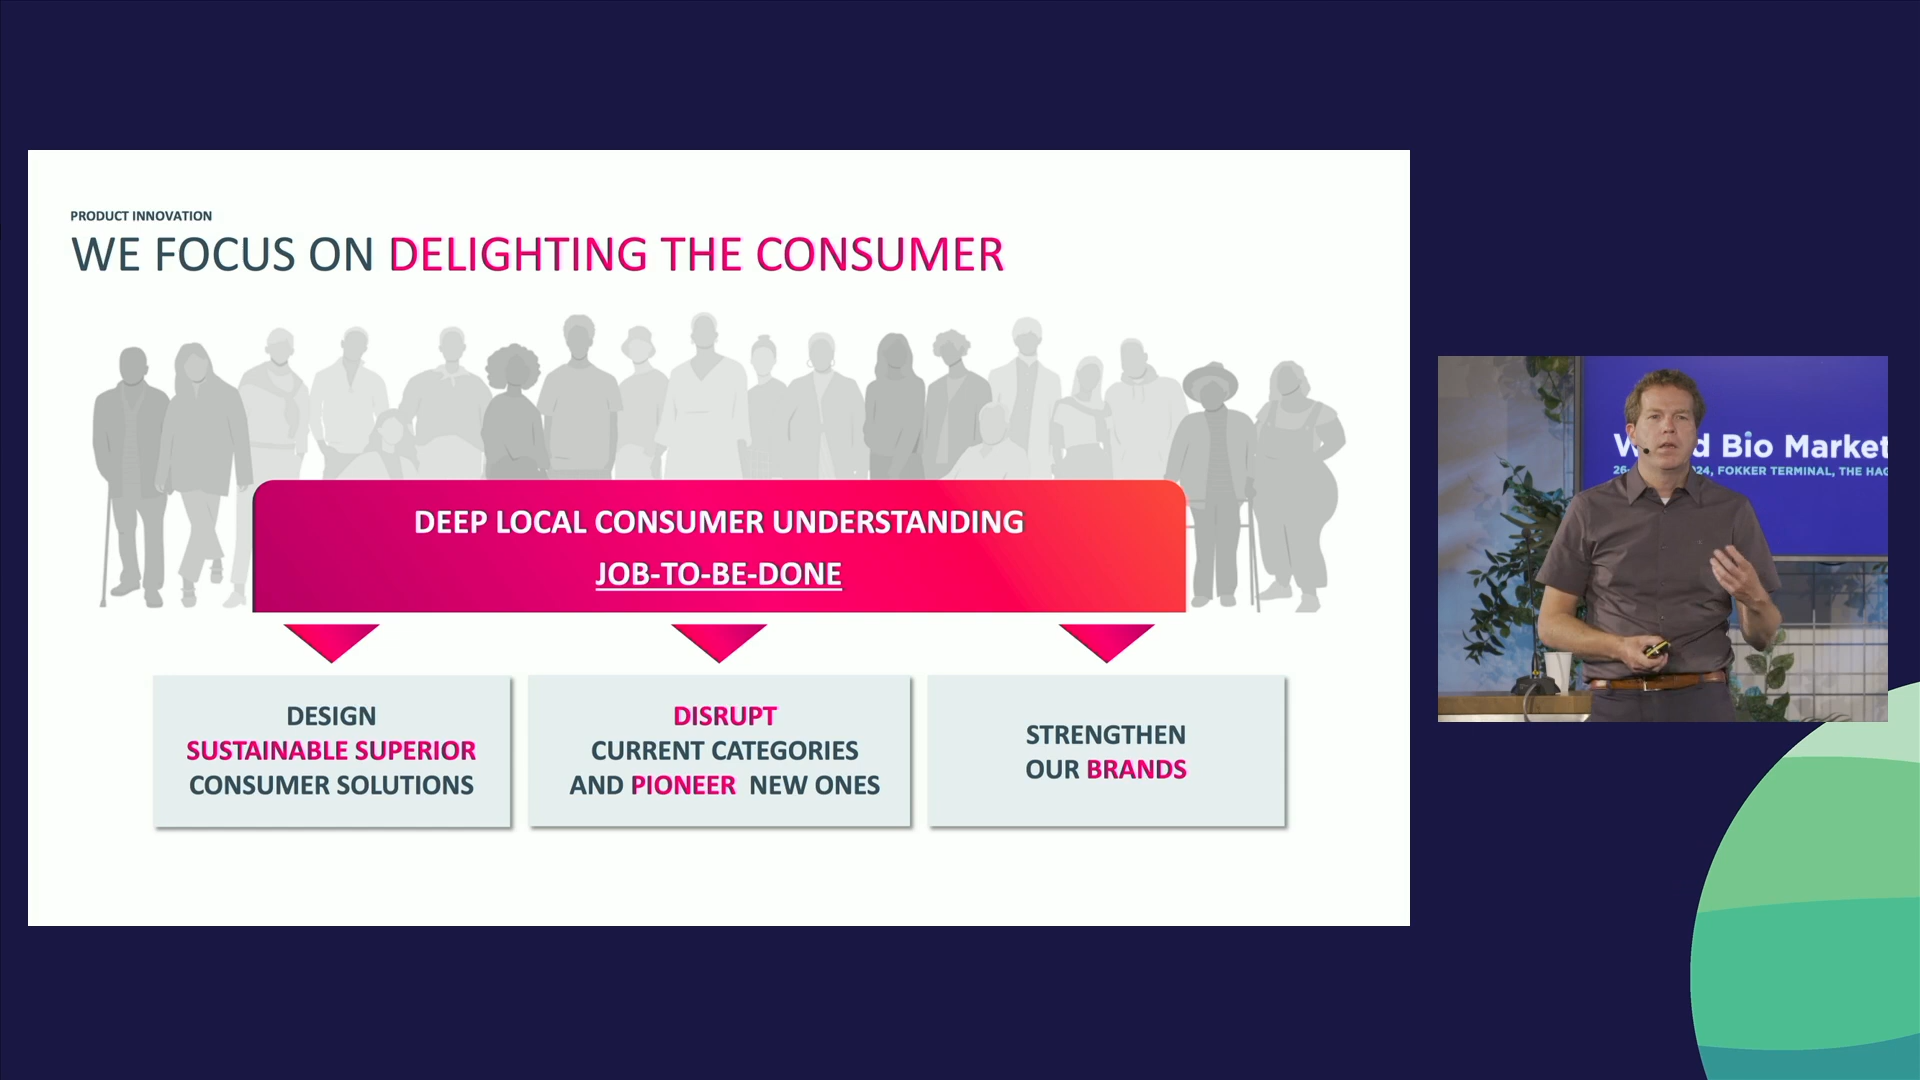 PRODUCT INNOVATION
WE FOCUS ON DELIGHTING THE CONSUMER
DEEP LOCAL CONSUMER UNDERSTANDING
JOB-TO-BE-DONE
DESIGN
SUSTAINABLE SUPERIOR
CONSUMER SOLUTIONS
DISRUPT
CURRENT CATEGORIES
AND PIONEER NEW ONES
STRENGTHEN
OUR BRANDS
Bio Market
FOKKER TERMINAL, THE